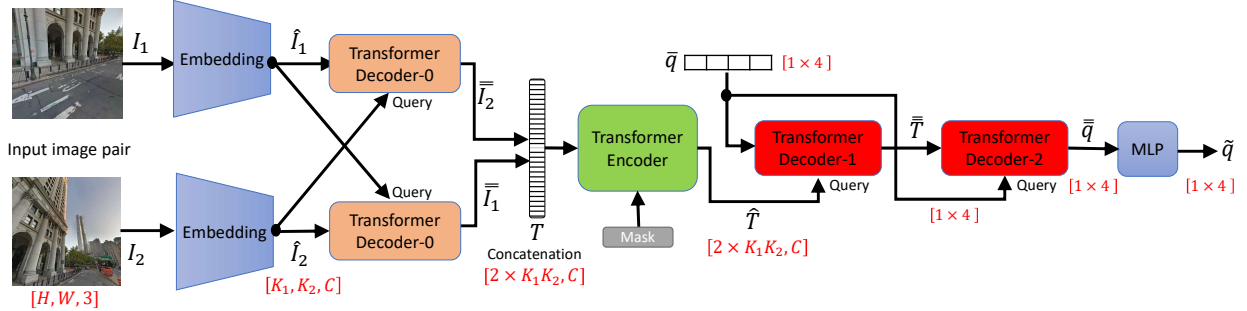 I₁
Embedding
Î₁
Transformer
Decoder-0
Query
I̿₂
Input image pair
I₂
[H, W, 3]
Embedding
Î₂
[K₁, K₂, C]
Query
Transformer
Decoder-0
I̿₁
T
Concatenation
[2 × K₁K₂, C]
Transformer
Encoder
Mask
T̂
[2 × K₁K₂, C]
q̄
[1 × 4]
Transformer
Decoder-1
Query
T̿
[1 × 4]
Transformer
Decoder-2
Query
q̿
[1 × 4]
MLP
q̃
[1 × 4]